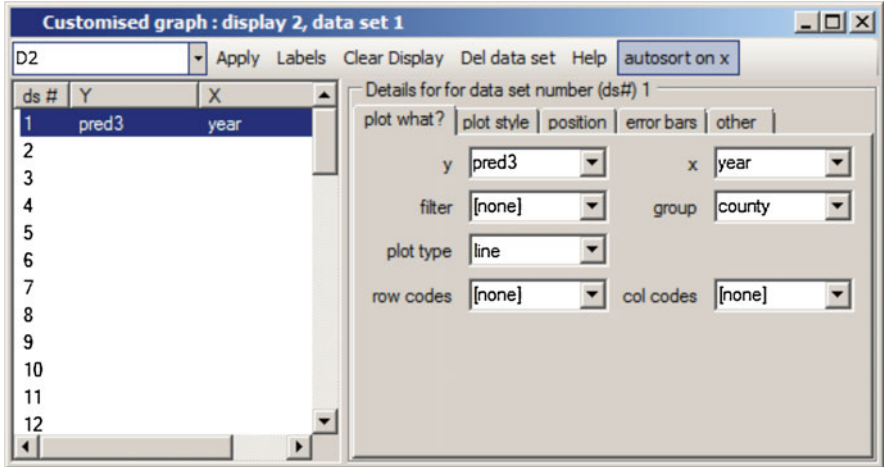 Customised graph : display 2, data set 1
D2 Apply Labels Clear Display Del data set Help autosort on x
ds # Y X
1 pred3 year
2
3
4
5
6
7
8
9
10
11
12
Details for for data set number (ds#) 1
plot what? plot style position error bars other
y pred3 x year
filter [none] group county
plot type line
row codes [none] col codes [none]